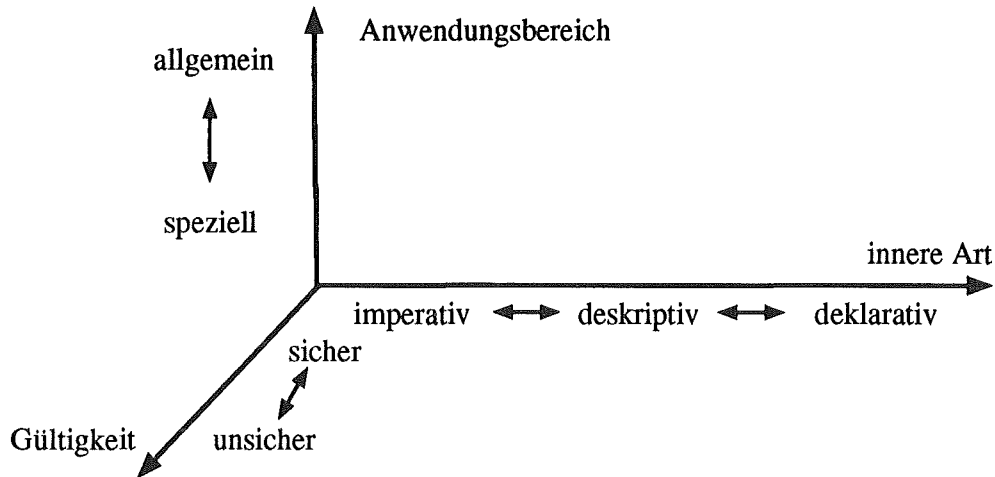 Anwendungsbereich
allgemein
speziell
innere Art
imperativ deskriptiv deklarativ
sicher
Gültigkeit unsicher